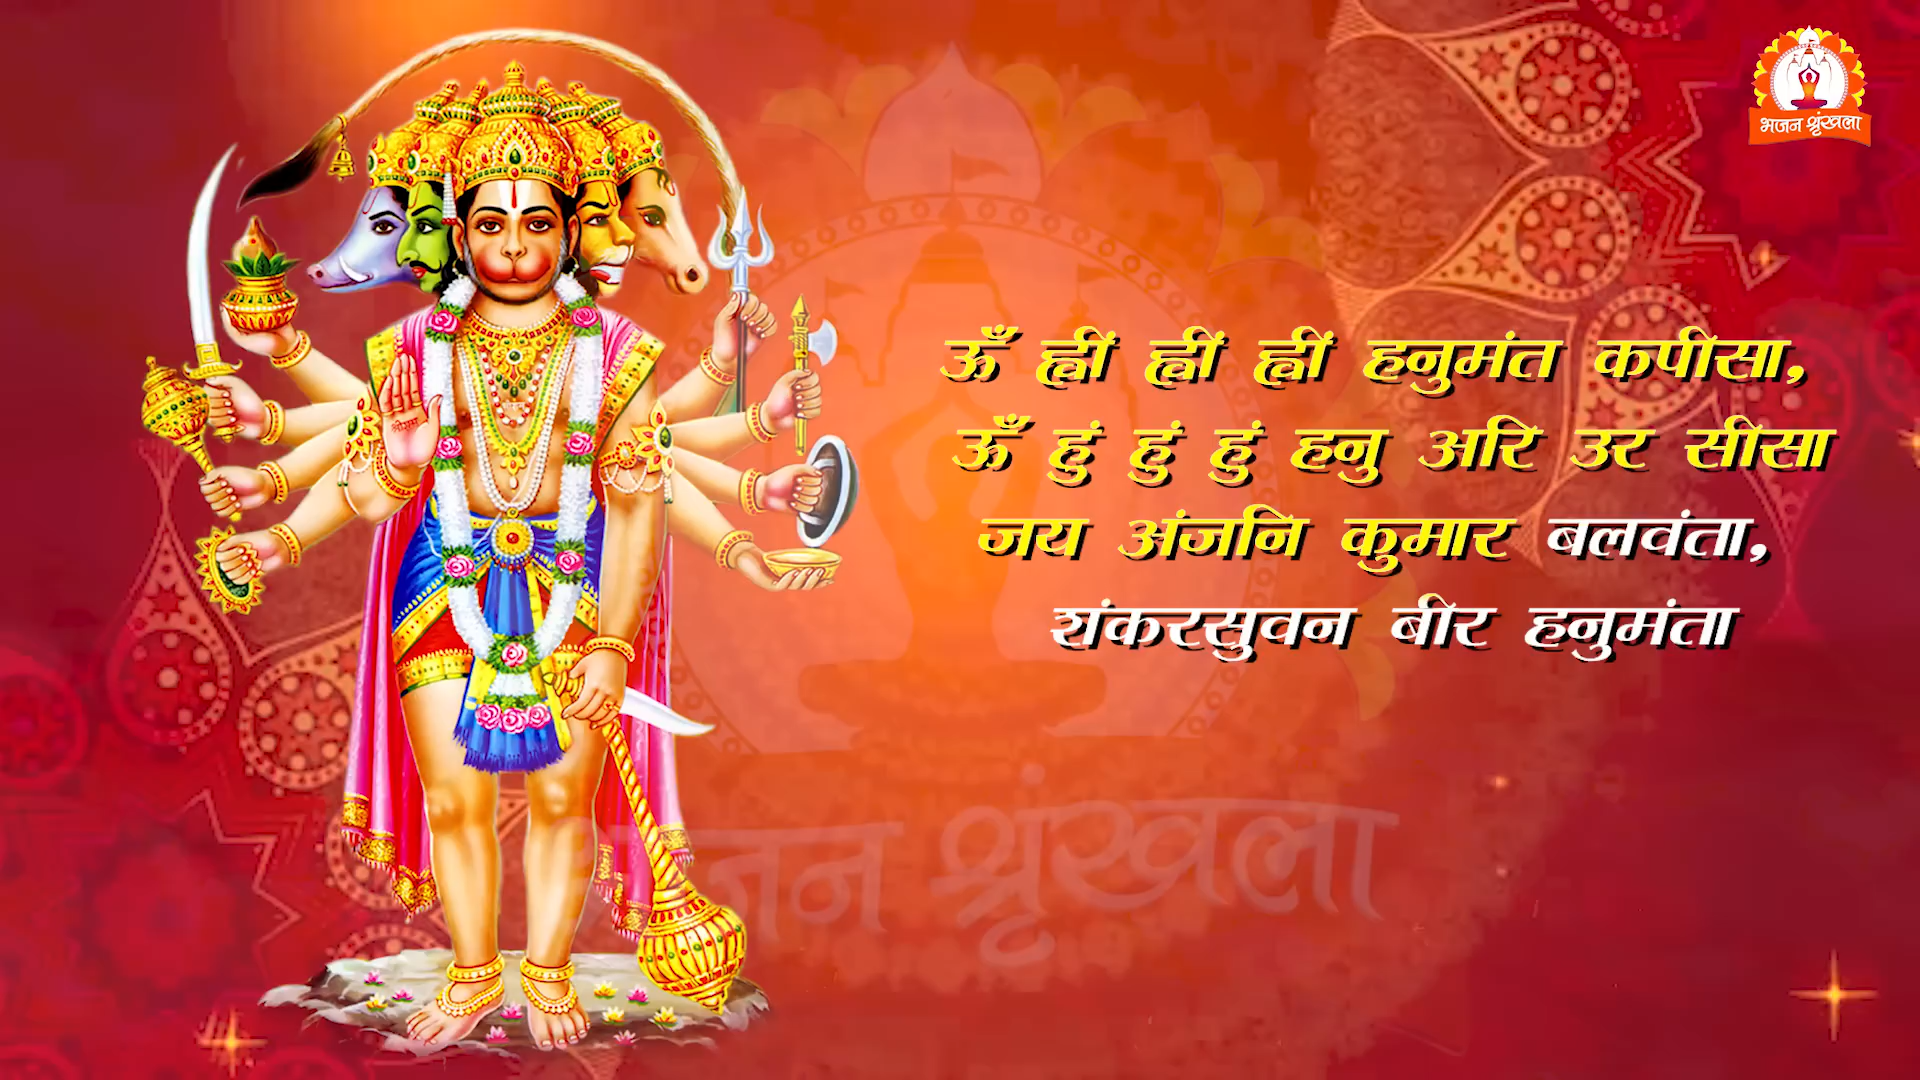 भजन श्रृंखला
ऊँ ह्रीं ह्रीं ह्रीं हनुमंत कपीसा,
ऊँ हुं हुं हुं हनु अरि उर सीसा
जय अंजनि कुमार बलवंता,
शंकरसुवन बीर हनुमंता
श्रीराम
भजन श्रृंखला